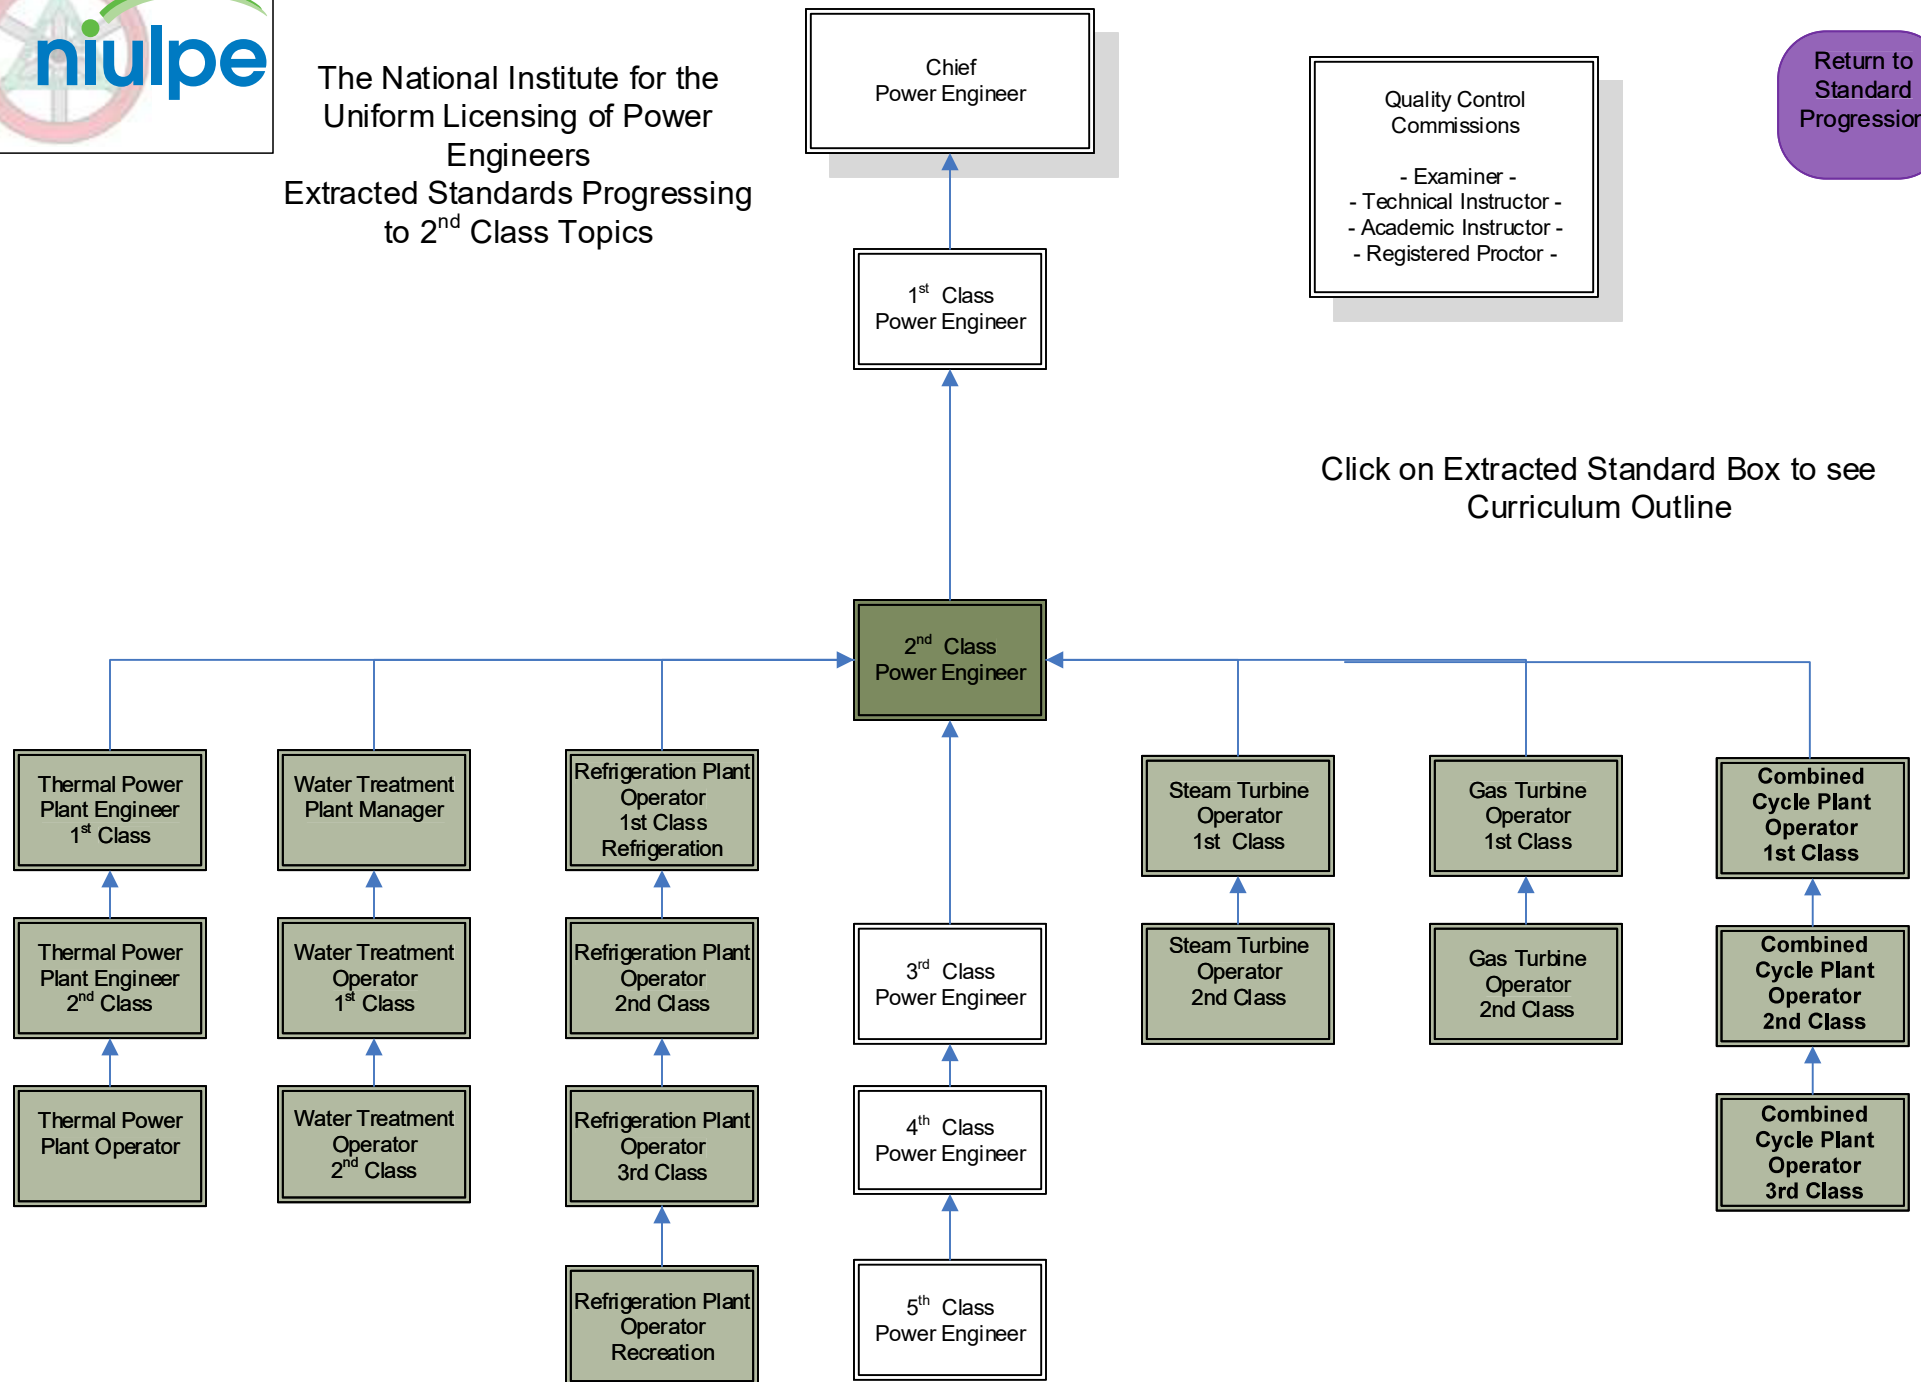 niulpe
The National Institute for the
Uniform Licensing of Power
Engineers
Extracted Standards Progressing
to 2nd Class Topics
Chief
Power Engineer
Quality Control
Commissions
- Examiner -
- Technical Instructor -
- Academic Instructor -
- Registered Proctor -
Return to
Standard
Progression
1st Class
Power Engineer
Click on Extracted Standard Box to see
Curriculum Outline
2nd Class
Power Engineer
Thermal Power
Plant Engineer
1st Class
Water Treatment
Plant Manager
Refrigeration Plant
Operator
1st Class
Refrigeration
Steam Turbine
Operator
1st Class
Gas Turbine
Operator
1st Class
Combined
Cycle Plant
Operator
1st Class
Thermal Power
Plant Engineer
2nd Class
Water Treatment
Operator
1st Class
Refrigeration Plant
Operator
2nd Class
3rd Class
Power Engineer
Steam Turbine
Operator
2nd Class
Gas Turbine
Operator
2nd Class
Combined
Cycle Plant
Operator
2nd Class
Thermal Power
Plant Operator
Water Treatment
Operator
2nd Class
Refrigeration Plant
Operator
3rd Class
4th Class
Power Engineer
Combined
Cycle Plant
Operator
3rd Class
Refrigeration Plant
Operator
Recreation
5th Class
Power Engineer